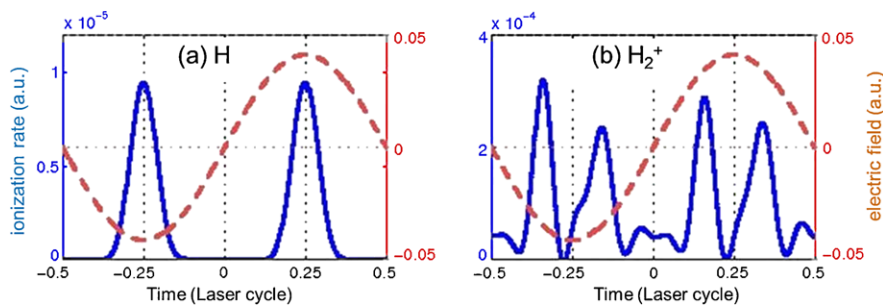 x 10⁻⁵
x 10⁻⁴
(a) H
(b) H₂⁺
ionization rate (a.u.)
1
0.5
0
0.05
0
-0.05
4
2
0
0.05
0
-0.05
electric field (a.u.)
-0.5 -0.25 0 0.25 0.5
-0.5 -0.25 0 0.25 0.5
Time (Laser cycle)
Time (Laser cycle)